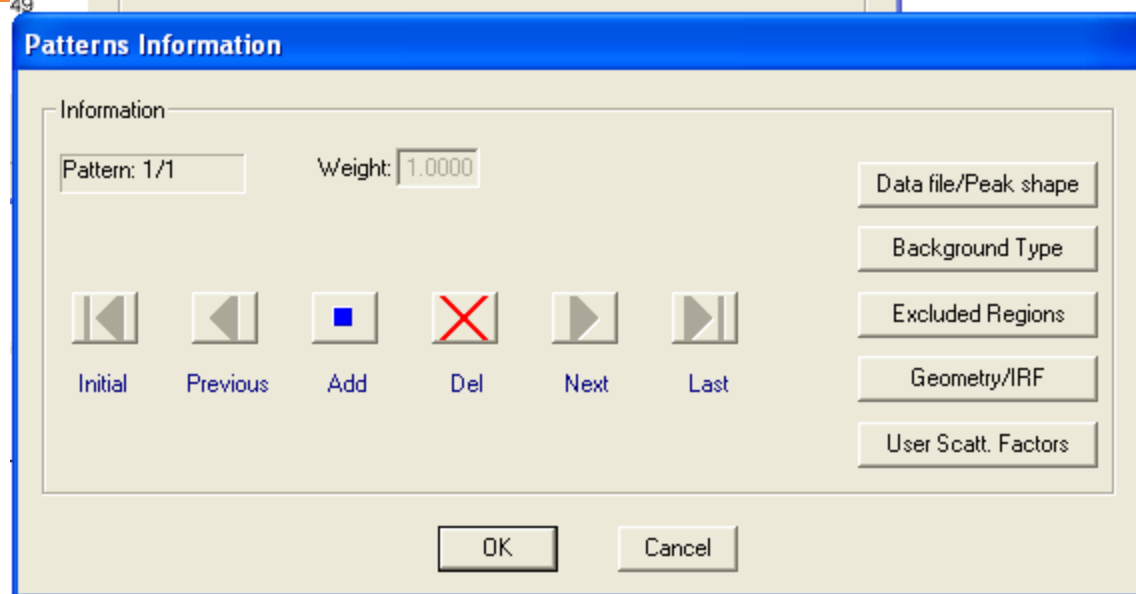 49
Patterns Information
Information
Pattern: 1/1
Weight: 1.0000
Data file/Peak shape
Background Type
Excluded Regions
Geometry/IRF
User Scatt. Factors
Initial Previous Add Del Next Last
OK Cancel